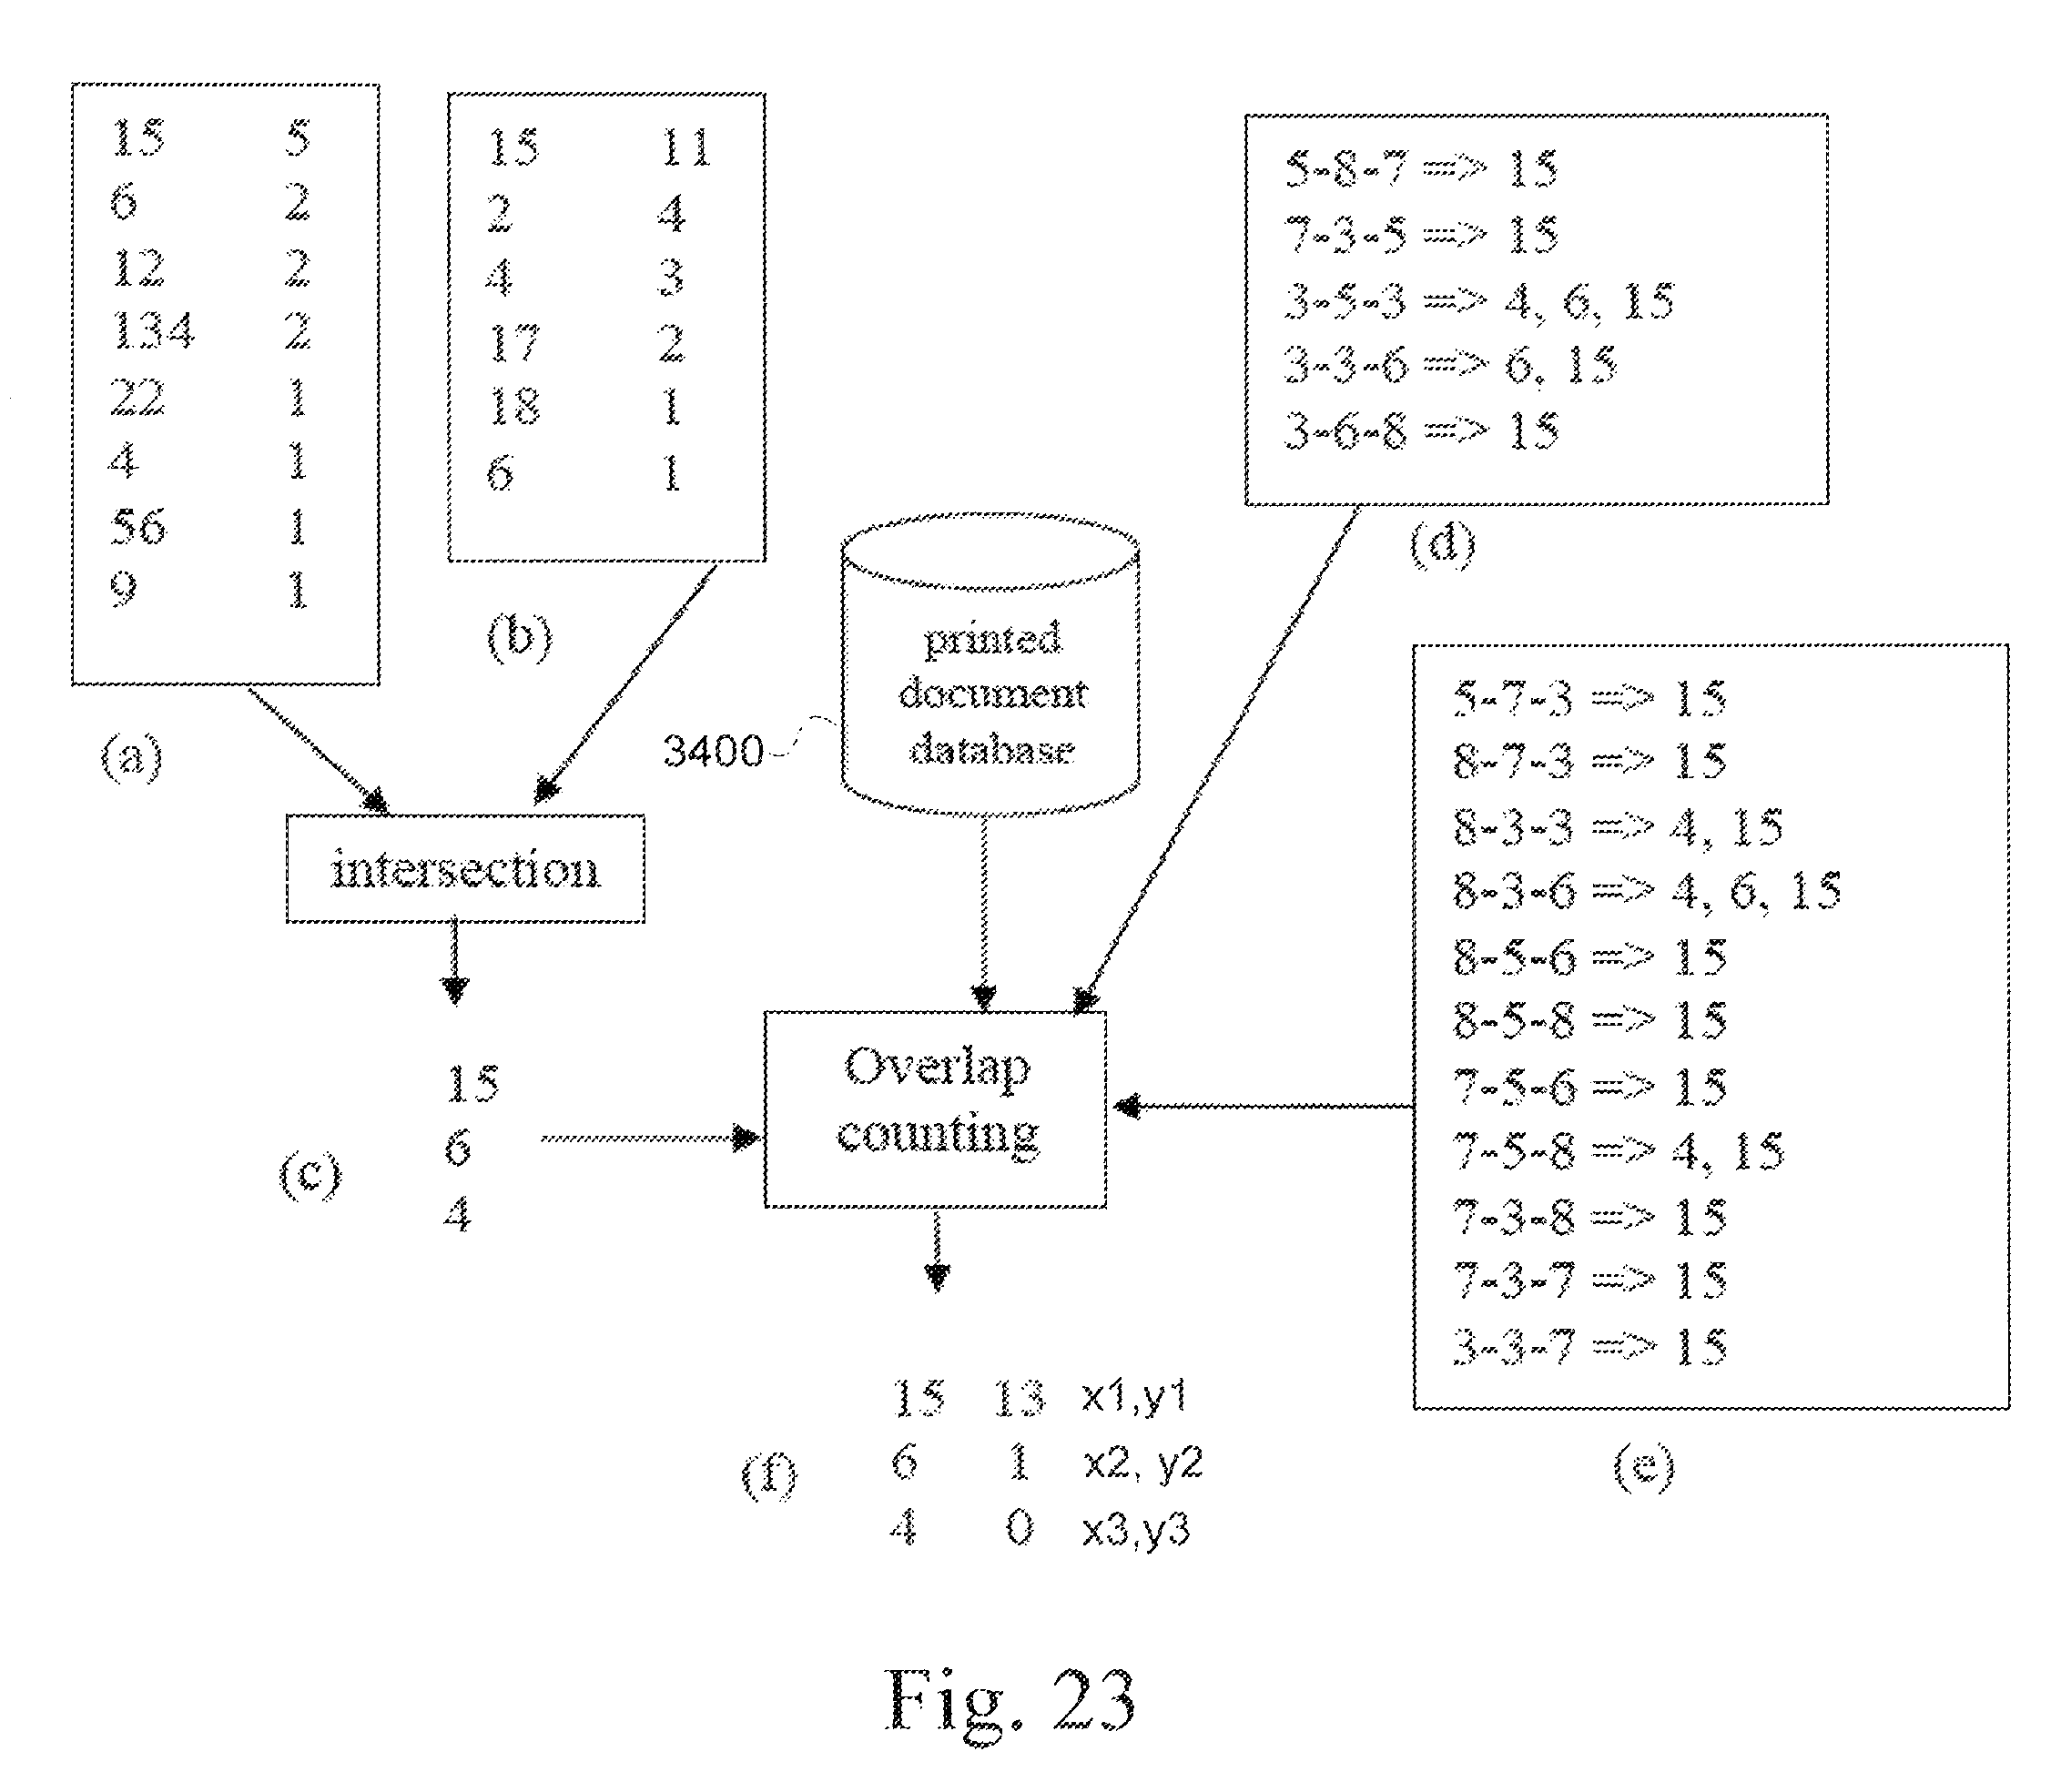 15 5
6 2
12 2
134 2
22 1
4 1
56 1
9 1
(a)
15 11
2 4
4 3
17 2
18 1
6 1
(b)
intersection
15
6
4
(c)
printed
document
database
3400
5-8-7 => 15
7-3-5 => 15
3-5-3 => 4, 6, 15
3-3-6 => 6, 15
3-6-8 => 15
(d)
5-7-3 => 15
8-7-3 => 15
8-3-3 => 4, 15
8-3-6 => 4, 6, 15
8-5-6 => 15
8-5-8 => 15
7-5-6 => 15
7-5-8 => 4, 15
7-3-8 => 15
7-3-7 => 15
3-3-7 => 15
(e)
Overlap
counting
15 13 x1,y1
6 1 x2, y2
4 0 x3,y3
(f)
Fig. 23